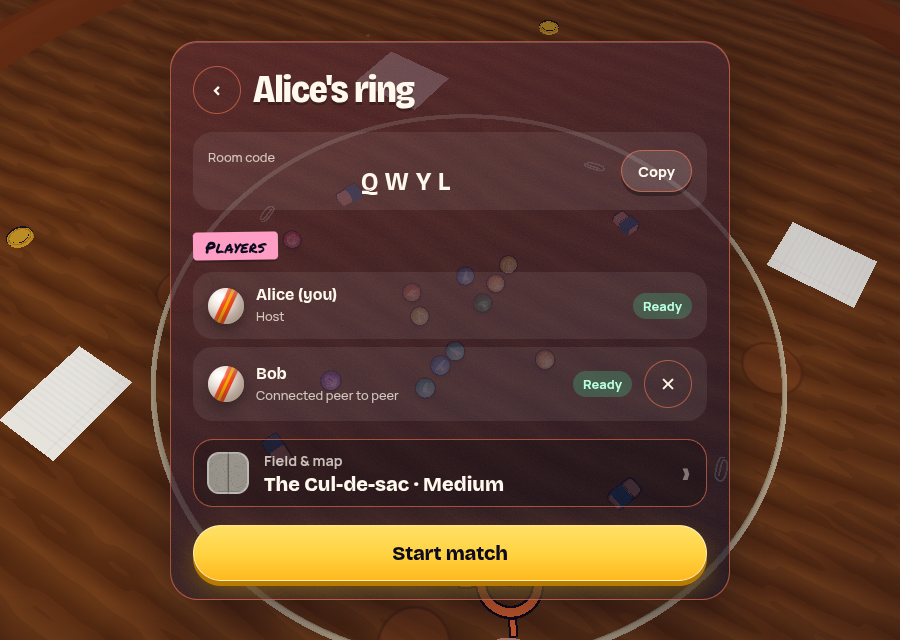 Alice's ring
Room code
QWYL
Copy
Players
Alice (you)
Host
Ready
Bob
Connected peer to peer
Ready
Field & map
The Cul-de-sac · Medium
Start match